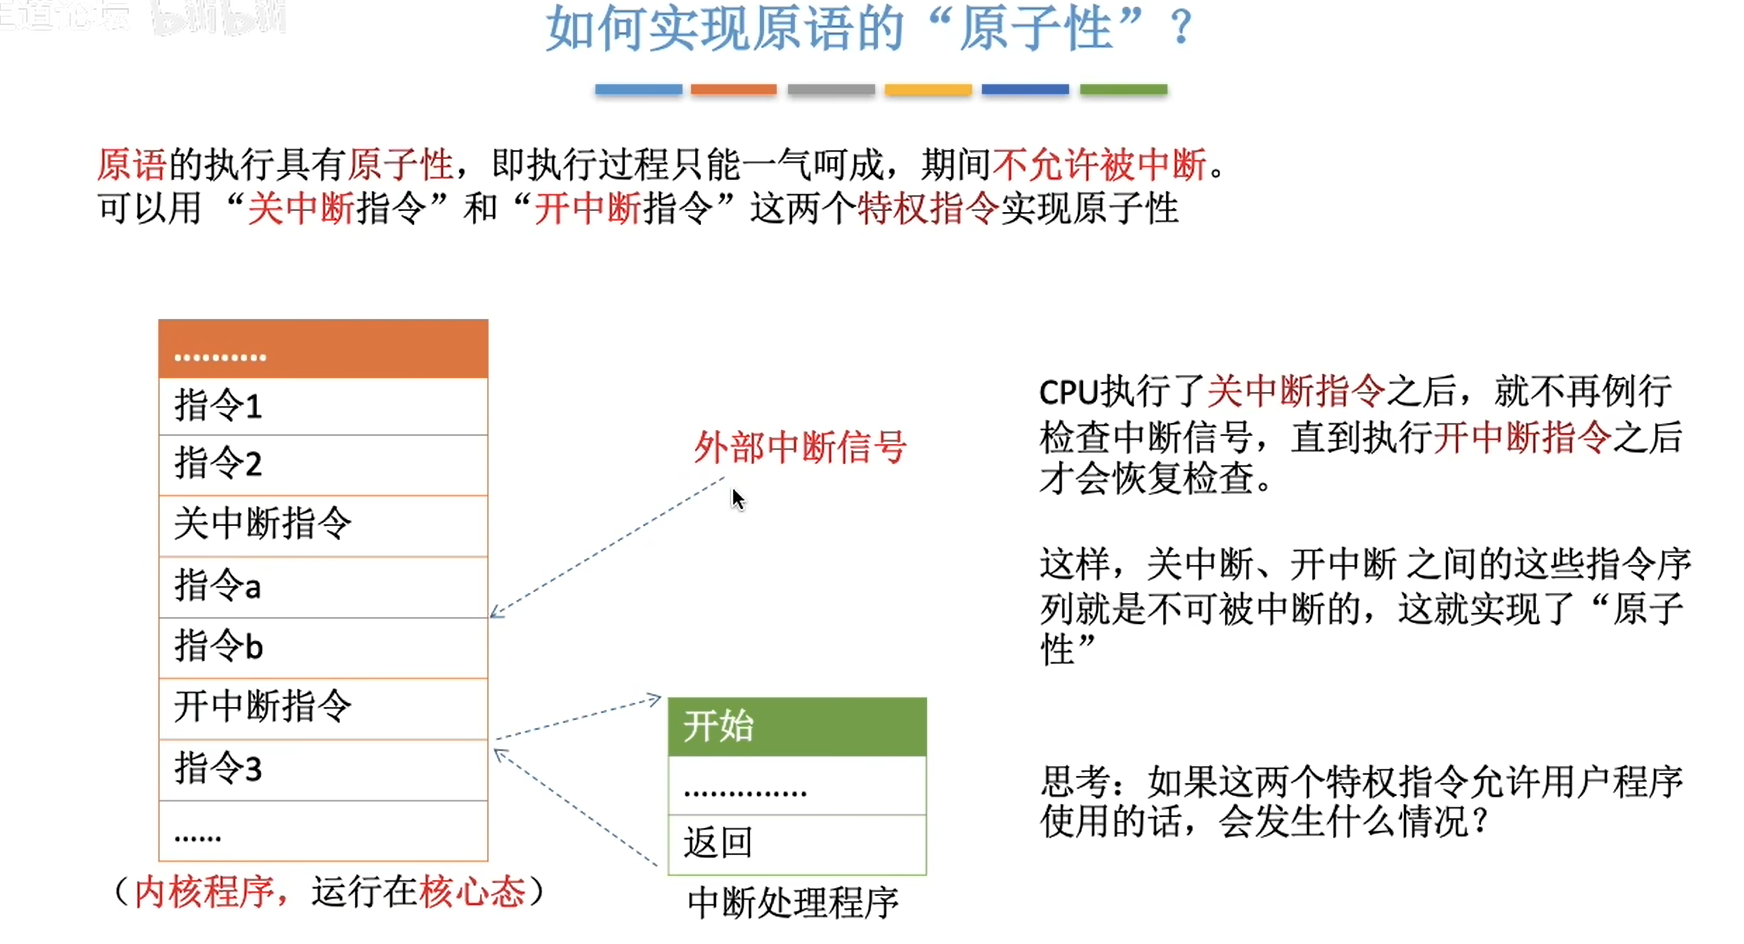 王道论坛 bilibili
如何实现原语的“原子性”？
原语的执行具有原子性，即执行过程只能一气呵成，期间不允许被中断。
可以用 “关中断指令”和“开中断指令”这两个特权指令实现原子性
..........
指令1
指令2
关中断指令
指令a
指令b
开中断指令
指令3
......
（内核程序，运行在核心态）
外部中断信号
开始
..............
返回
中断处理程序
CPU执行了关中断指令之后，就不再例行
检查中断信号，直到执行开中断指令之后
才会恢复检查。
这样，关中断、开中断 之间的这些指令序
列就是不可被中断的，这就实现了“原子
性”
思考：如果这两个特权指令允许用户程序
使用的话，会发生什么情况？